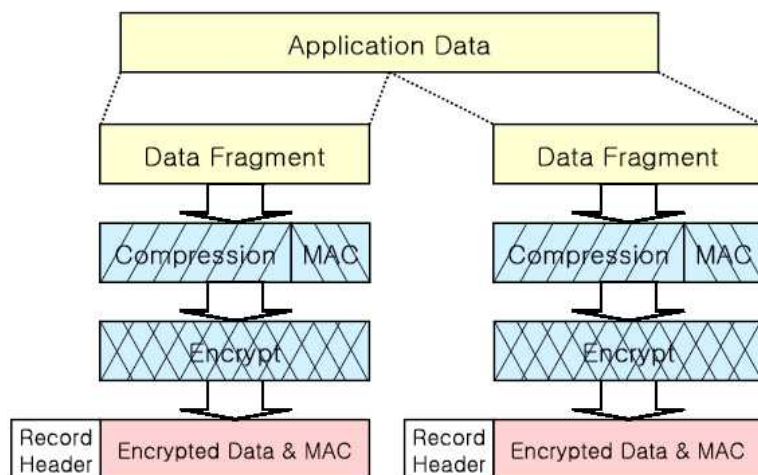 Application Data
Data Fragment
Data Fragment
Compression MAC
Compression MAC
Encrypt
Encrypt
Record
Header
Encrypted Data & MAC
Record
Header
Encrypted Data & MAC